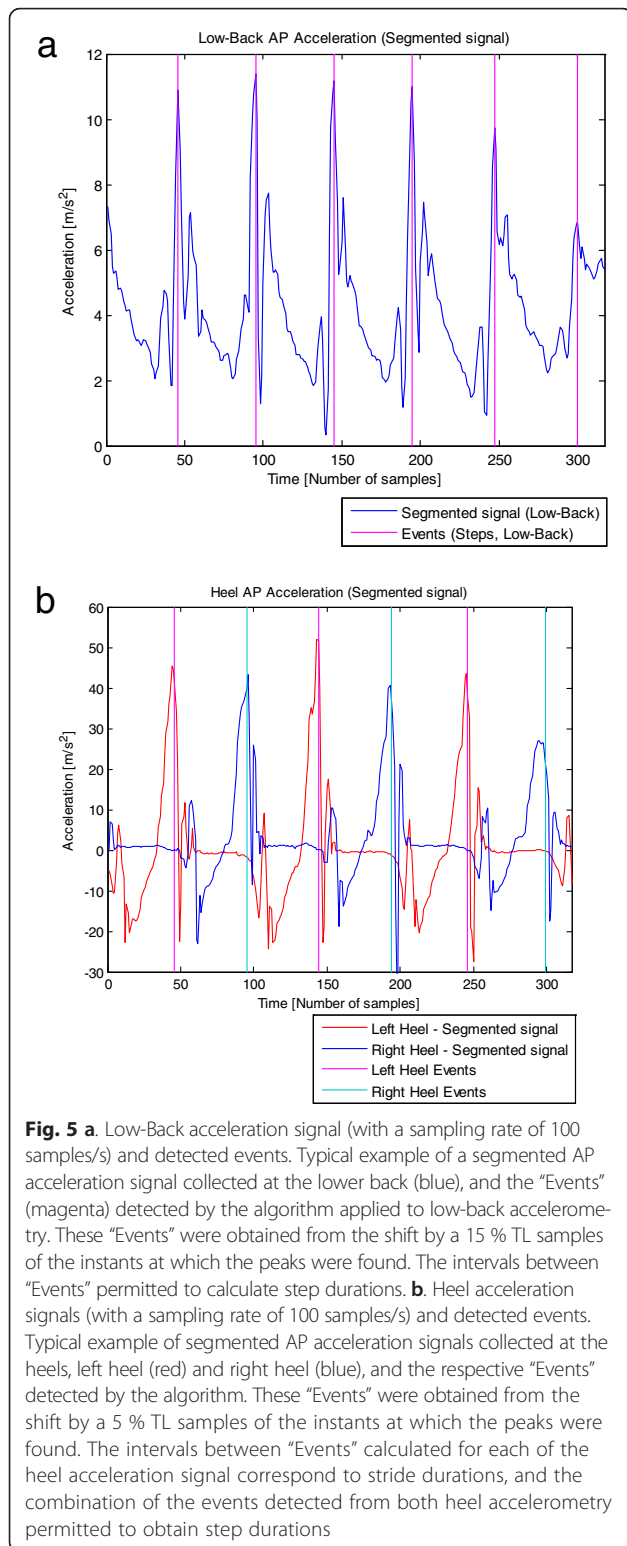 a
Low-Back AP Acceleration (Segmented signal)
12
10
8
6
4
2
0
Acceleration [m/s²]
0 50 100 150 200 250 300
Time [Number of samples]
Segmented signal (Low-Back)
Events (Steps, Low-Back)
b
Heel AP Acceleration (Segmented signal)
60
50
40
30
20
10
0
-10
-20
-30
Acceleration [m/s²]
0 50 100 150 200 250 300
Time [Number of samples]
Left Heel - Segmented signal
Right Heel - Segmented signal
Left Heel Events
Right Heel Events
Fig. 5 a. Low-Back acceleration signal (with a sampling rate of 100
samples/s) and detected events. Typical example of a segmented AP
acceleration signal collected at the lower back (blue), and the “Events”
(magenta) detected by the algorithm applied to low-back accelerome-
try. These “Events” were obtained from the shift by a 15 % TL samples
of the instants at which the peaks were found. The intervals between
“Events” permitted to calculate step durations. b. Heel acceleration
signals (with a sampling rate of 100 samples/s) and detected events.
Typical example of segmented AP acceleration signals collected at the
heels, left heel (red) and right heel (blue), and the respective “Events”
detected by the algorithm. These “Events” were obtained from the
shift by a 5 % TL samples of the instants at which the peaks were
found. The intervals between “Events” calculated for each of the
heel acceleration signal correspond to stride durations, and the
combination of the events detected from both heel accelerometry
permitted to obtain step durations